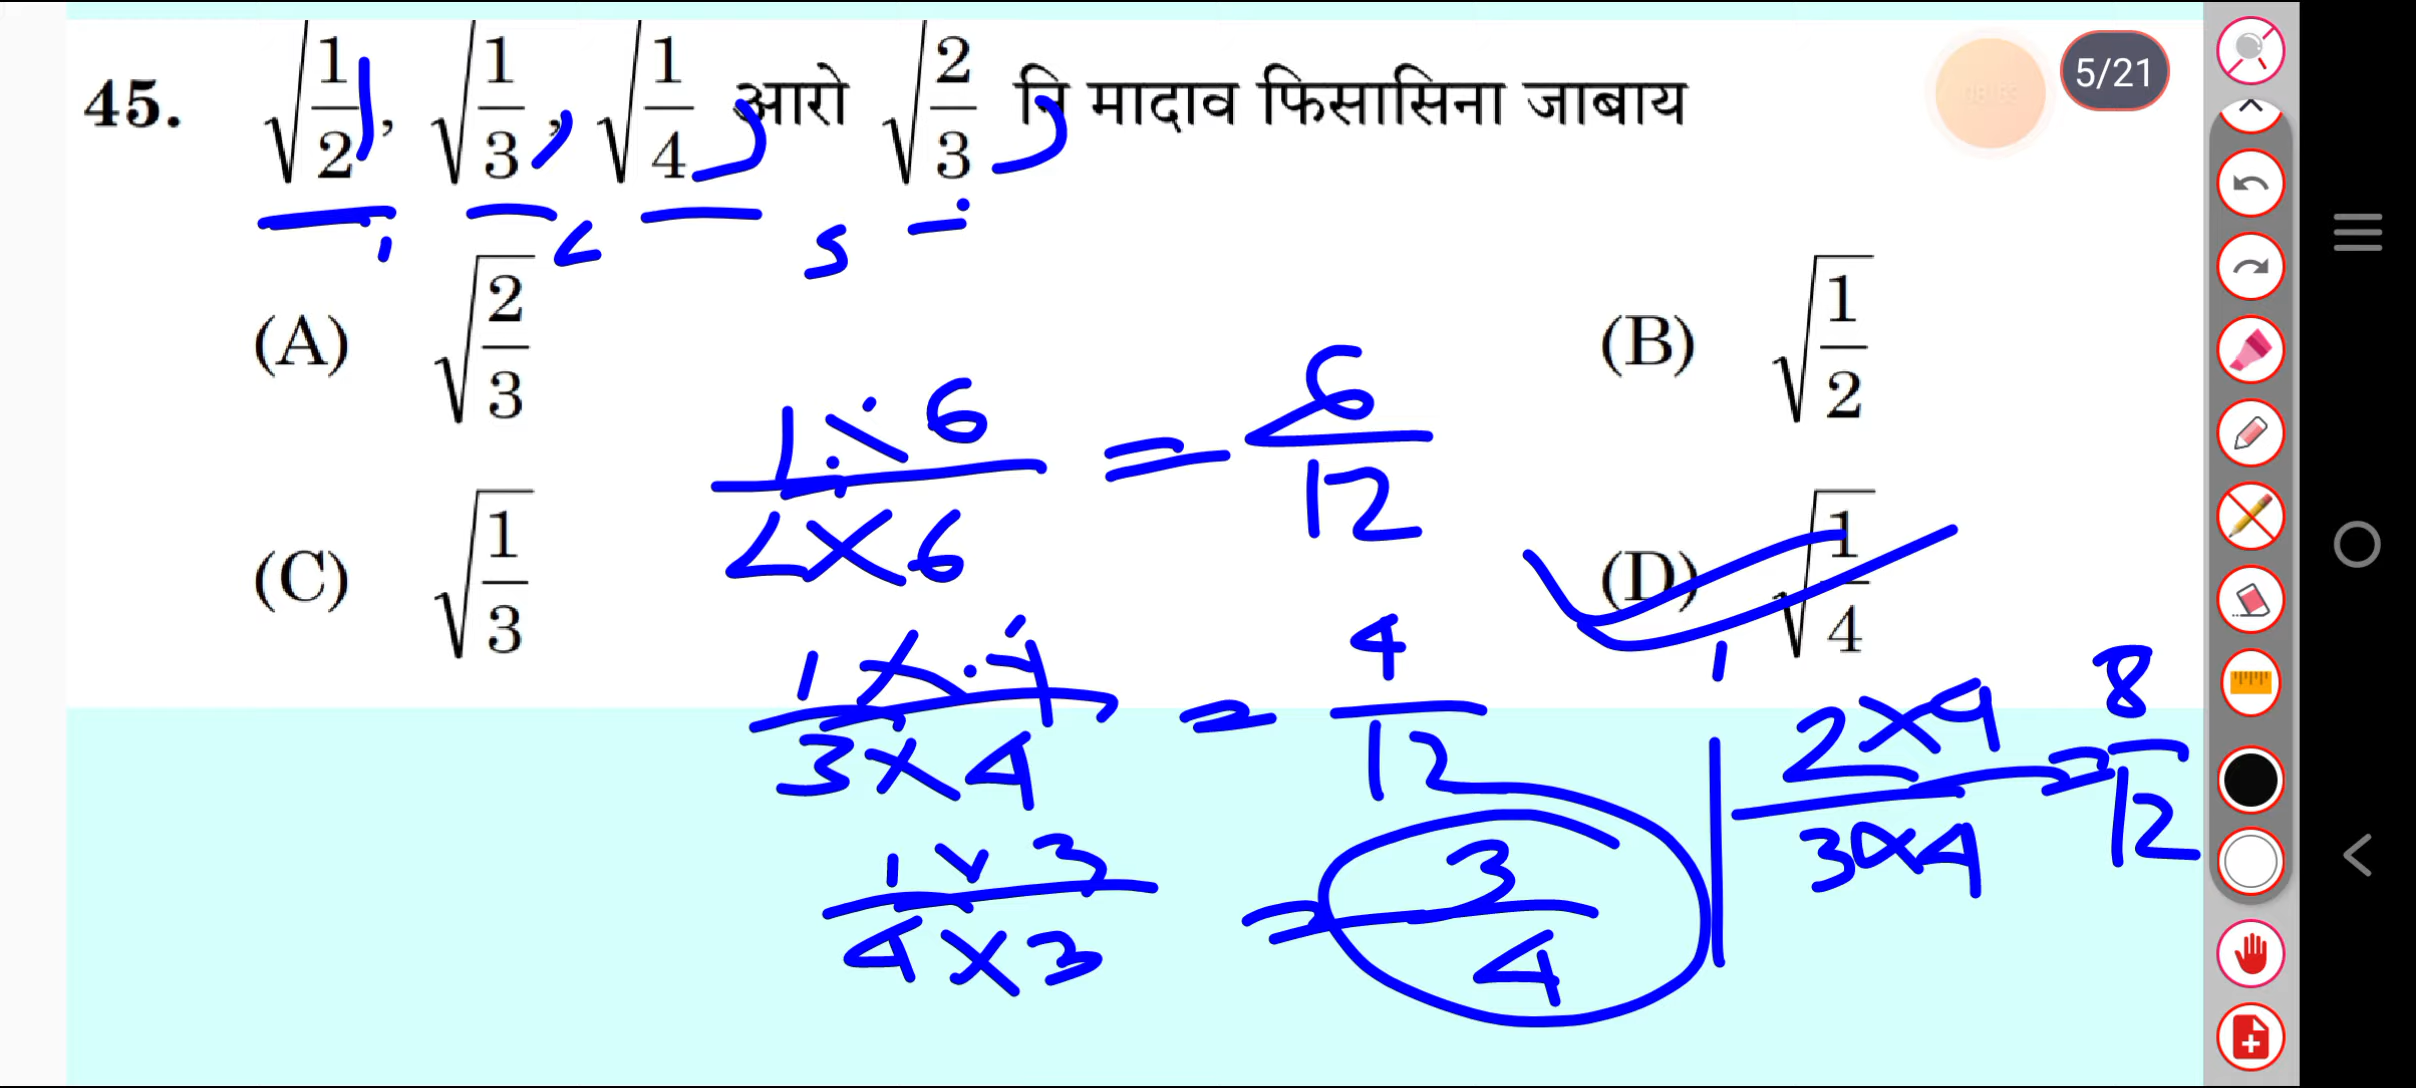 45. √(1/2), √(1/3), √(1/4) आरो √(2/3) नि मादाव फिसासिना जाबाय
5/21
(A) √(2/3) (B) √(1/2)
(C) √(1/3) (D) √(1/4)
1×6/2×6 = 6/12
1×4/3×4 = 4/12
2×4/3×4 = 8/12
1×3/4×3 = 3/4